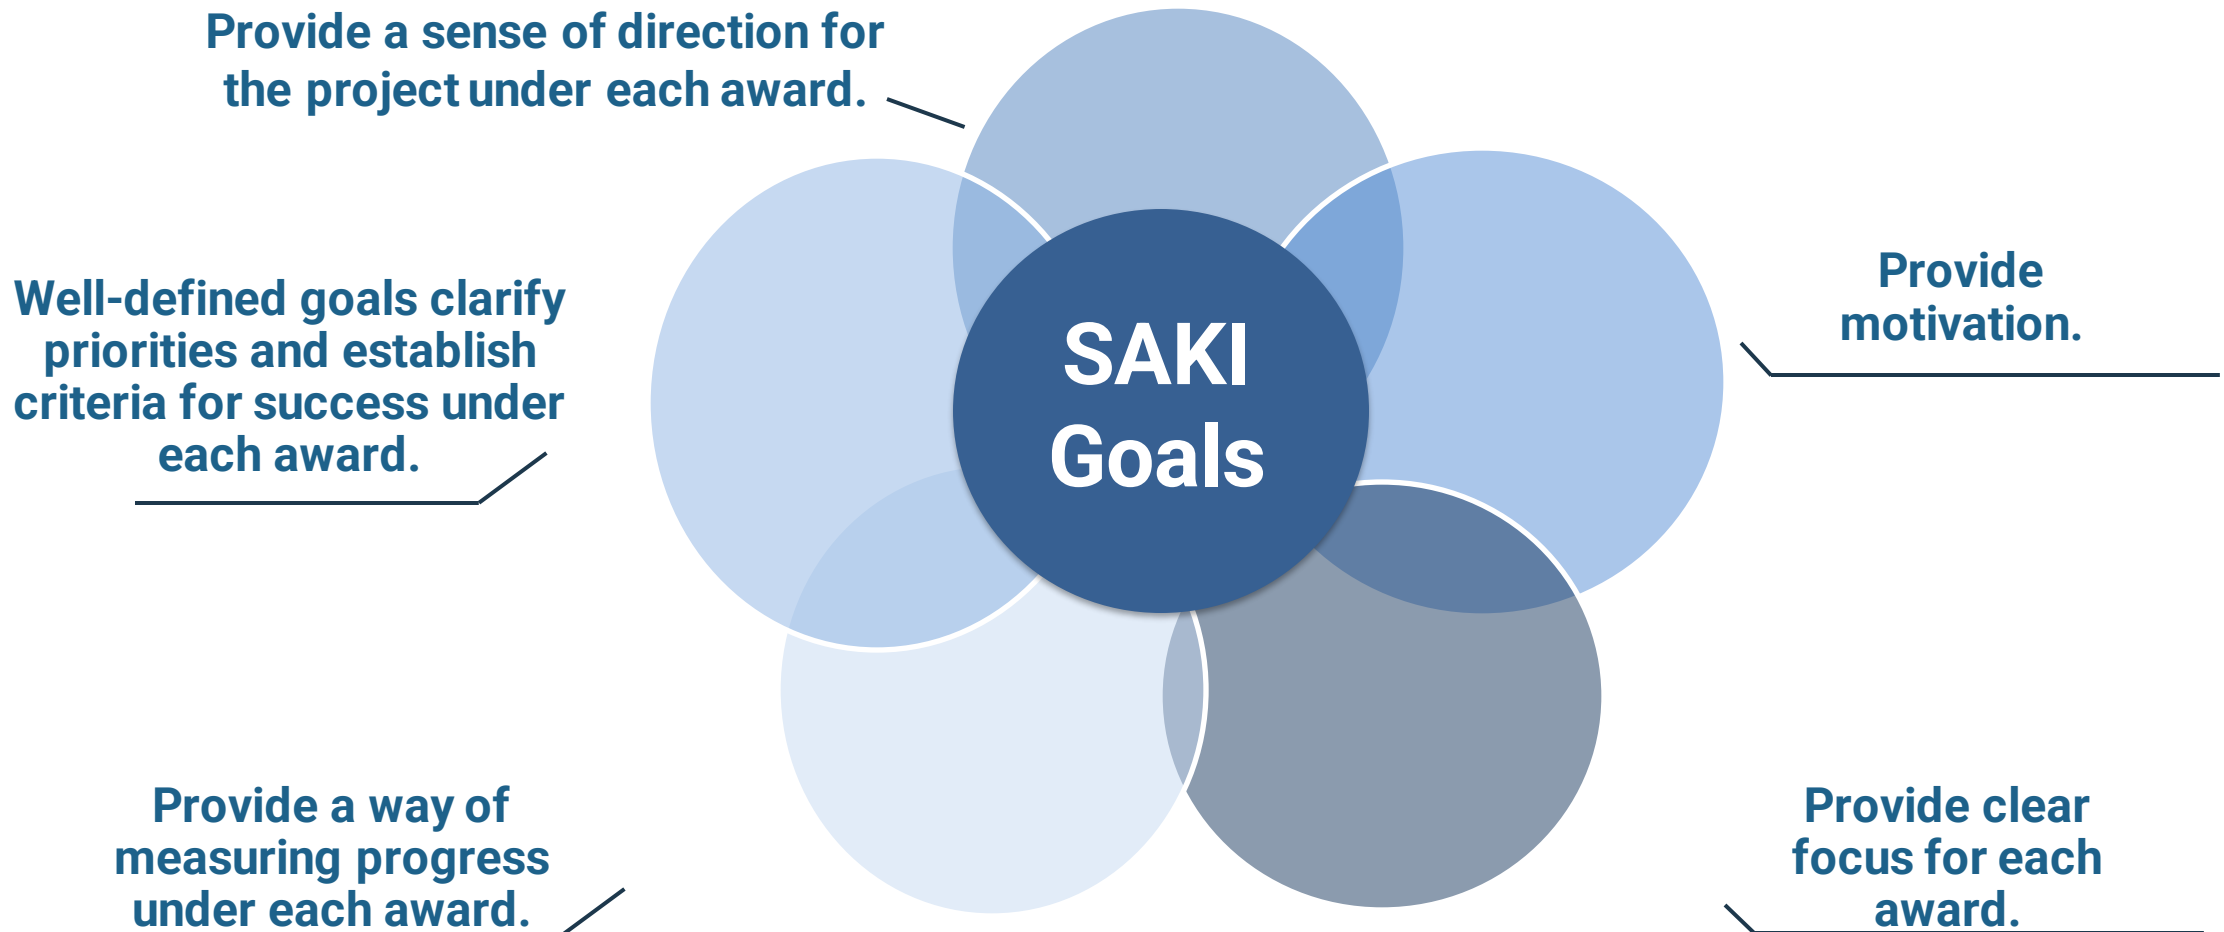 Provide a sense of direction for
the project under each award.
Well-defined goals clarify
priorities and establish
criteria for success under
each award.
SAKI
Goals
Provide
motivation.
Provide a way of
measuring progress
under each award.
Provide clear
focus for each
award.